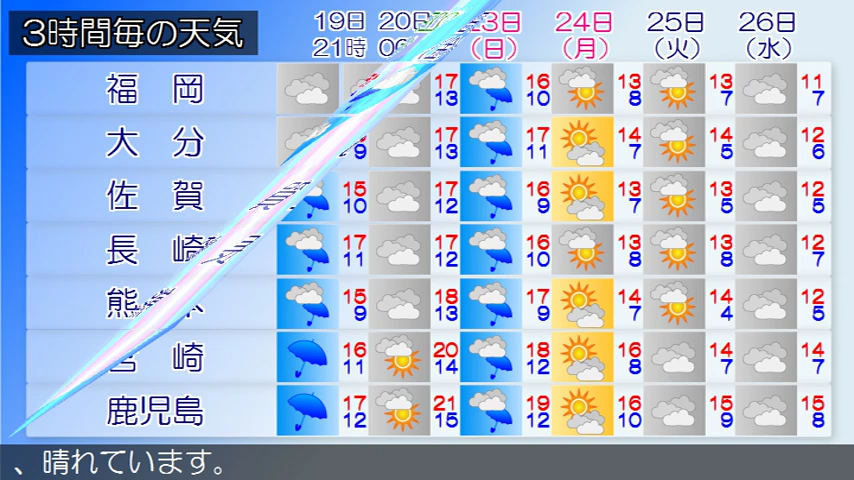 3時間毎の天気
19日 20日 23日 24日 25日 26日
21時 (日) (月) (火) (水)
福岡 17 13 16 10 13 8 13 7 11 7
大分 9 17 13 17 11 14 7 14 5 12 6
佐賀 15 10 17 12 16 9 13 7 13 5 12 5
長崎 17 11 17 12 16 10 13 8 13 8 12 7
熊 15 9 18 13 17 9 14 7 14 4 12 5
崎 16 11 20 14 18 12 16 8 14 7 14 7
鹿児島 17 12 21 15 19 12 16 10 15 9 15 8
、晴れています。